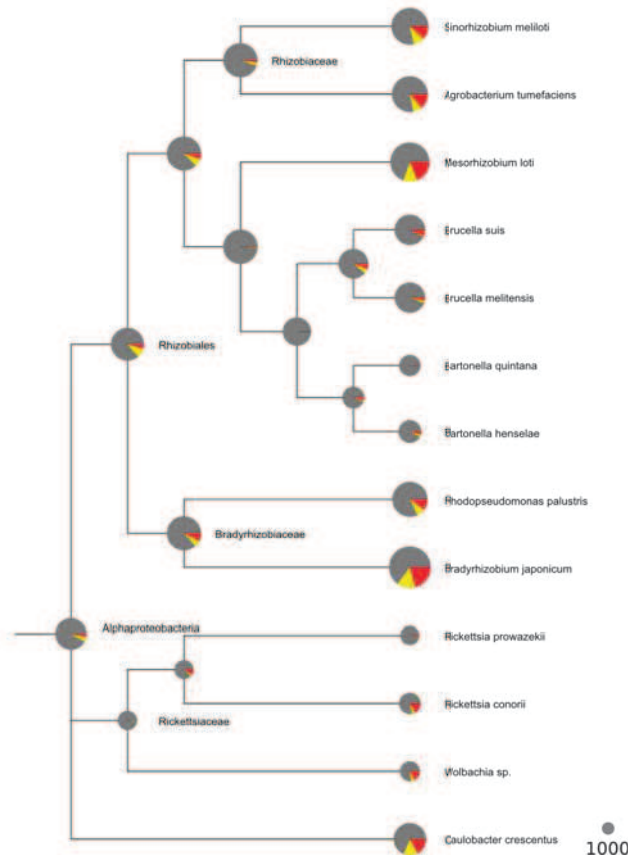 Sinorhizobium meliloti
Rhizobiaceae
Agrobacterium tumefaciens
Mesorhizobium loti
Brucella suis
Brucella melitensis
Rhizobiales
Bartonella quintana
Bartonella henselae
Rhodopseudomonas palustris
Bradyrhizobiaceae
Bradyrhizobium japonicum
Alphaproteobacteria
Rickettsia prowazekii
Rickettsia conorii
Rickettsiaceae
Wolbachia sp.
Caulobacter crescentus
1000